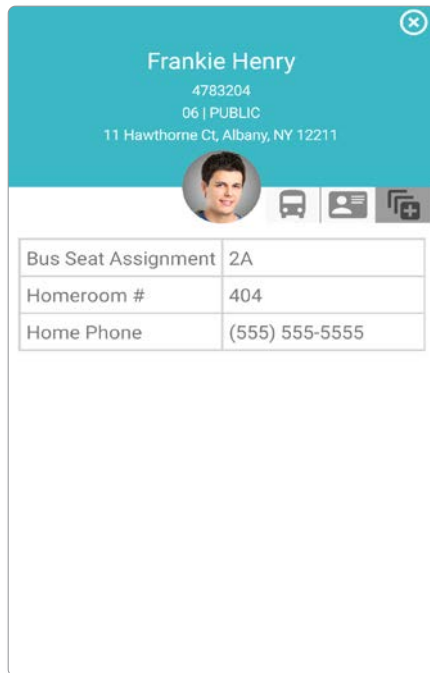 Frankie Henry
4783204
06 | PUBLIC
11 Hawthorne Ct, Albany, NY 12211
Bus Seat Assignment 2A
Homeroom # 404
Home Phone (555) 555-5555